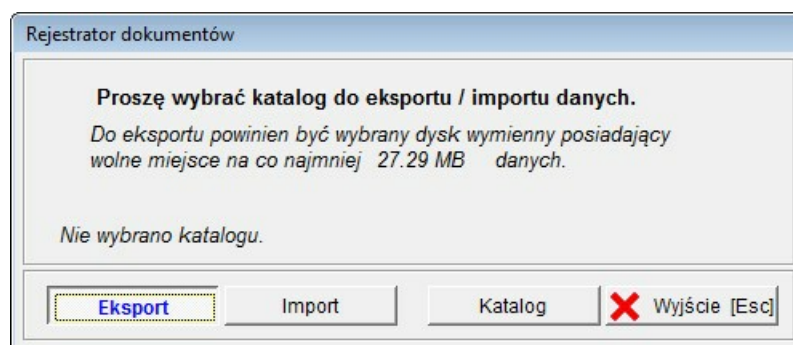 Rejestrator dokumentów
Proszę wybrać katalog do eksportu / importu danych.
Do eksportu powinien być wybrany dysk wymienny posiadający
wolne miejsce na co najmniej 27.29 MB danych.
Nie wybrano katalogu.
Eksport Import Katalog Wyjście [Esc]